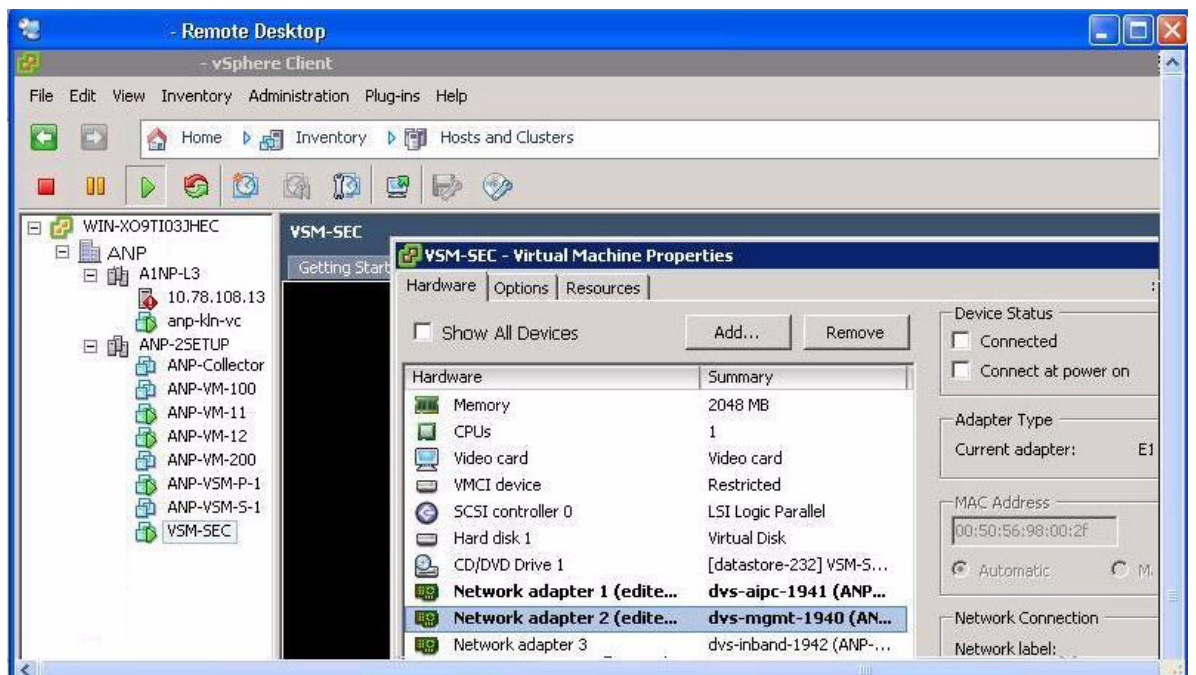 - Remote Desktop
- vSphere Client
File Edit View Inventory Administration Plug-ins Help
Home Inventory Hosts and Clusters
WIN-XO9TI03JHEC
ANP
A1NP-L3
10.78.108.13
anp-kln-vc
ANP-2SETUP
ANP-Collector
ANP-VM-100
ANP-VM-11
ANP-VM-12
ANP-VM-200
ANP-VSM-P-1
ANP-VSM-S-1
VSM-SEC
VSM-SEC
Getting Start
VSM-SEC - Virtual Machine Properties
Hardware Options Resources
Show All Devices Add... Remove
Hardware Summary
Memory 2048 MB
CPUs 1
Video card Video card
VMCI device Restricted
SCSI controller 0 LSI Logic Parallel
Hard disk 1 Virtual Disk
CD/DVD Drive 1 [datastore-232] VSM-S...
Network adapter 1 (edite... dvs-aipc-1941 (ANP...
Network adapter 2 (edite... dvs-mgmt-1940 (AN...
Network adapter 3 dvs-inband-1942 (ANP-...
Device Status
Connected
Connect at power on
Adapter Type
Current adapter: E1
MAC Address
00:50:56:98:00:2f
Automatic M
Network Connection
Network label: